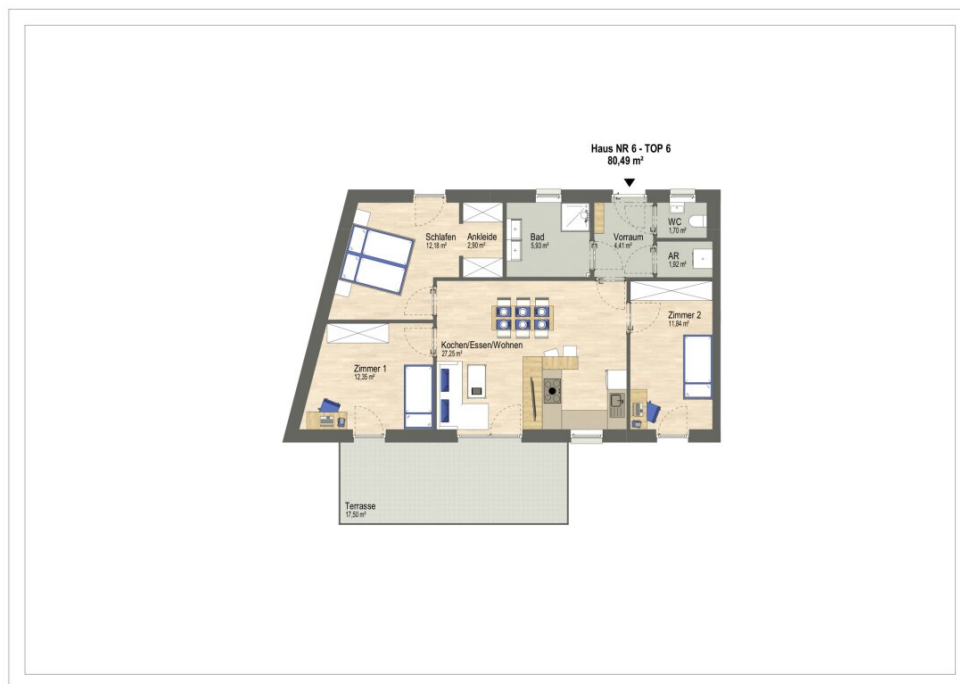 Haus NR 6 - TOP 6
80,49 m²
Schlafen
12,18 m²
Ankleide
2,90 m²
Bad
5,93 m²
Vorraum
4,41 m²
WC
1,70 m²
AR
1,92 m²
Zimmer 2
11,84 m²
Kochen/Essen/Wohnen
27,25 m²
Zimmer 1
12,35 m²
Terrasse
17,50 m²